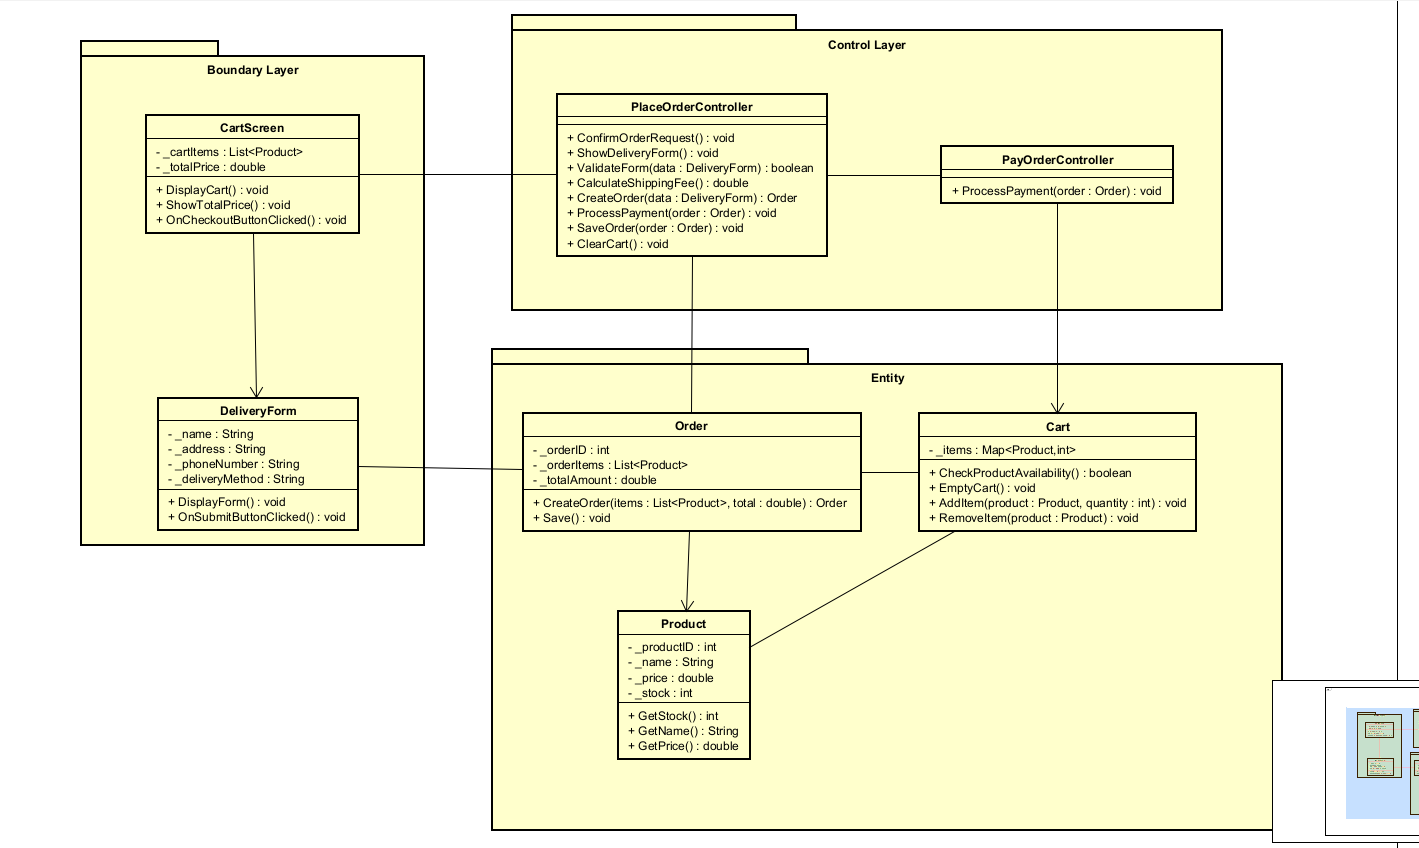 Boundary Layer
CartScreen
- _cartItems : List<Product>
- _totalPrice : double
+ DisplayCart() : void
+ ShowTotalPrice() : void
+ OnCheckoutButtonClicked() : void
DeliveryForm
- _name : String
- _address : String
- _phoneNumber : String
- _deliveryMethod : String
+ DisplayForm() : void
+ OnSubmitButtonClicked() : void
Control Layer
PlaceOrderController
+ ConfirmOrderRequest() : void
+ ShowDeliveryForm() : void
+ ValidateForm(data : DeliveryForm) : boolean
+ CalculateShippingFee() : double
+ CreateOrder(data : DeliveryForm) : Order
+ ProcessPayment(order : Order) : void
+ SaveOrder(order : Order) : void
+ ClearCart() : void
PayOrderController
+ ProcessPayment(order : Order) : void
Entity
Order
- _orderID : int
- _orderItems : List<Product>
- _totalAmount : double
+ CreateOrder(items : List<Product>, total : double) : Order
+ Save() : void
Cart
- _items : Map<Product,int>
+ CheckProductAvailability() : boolean
+ EmptyCart() : void
+ AddItem(product : Product, quantity : int) : void
+ RemoveItem(product : Product) : void
Product
- _productID : int
- _name : String
- _price : double
- _stock : int
+ GetStock() : int
+ GetName() : String
+ GetPrice() : double